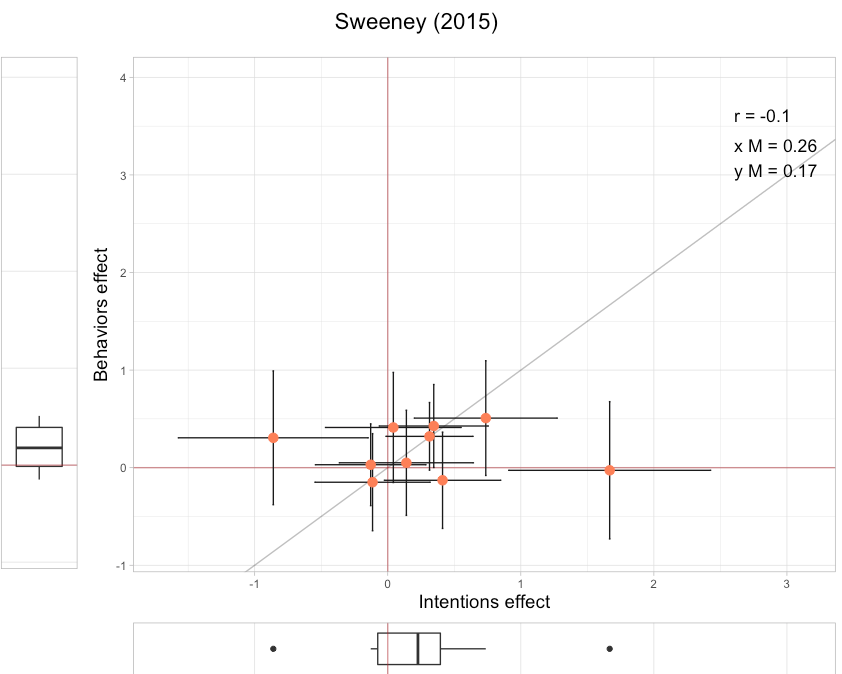 Sweeney (2015)
4
3
2
1
0
-1
Behaviors effect
r = -0.1
x M = 0.26
y M = 0.17
-1 0 1 2 3
Intentions effect